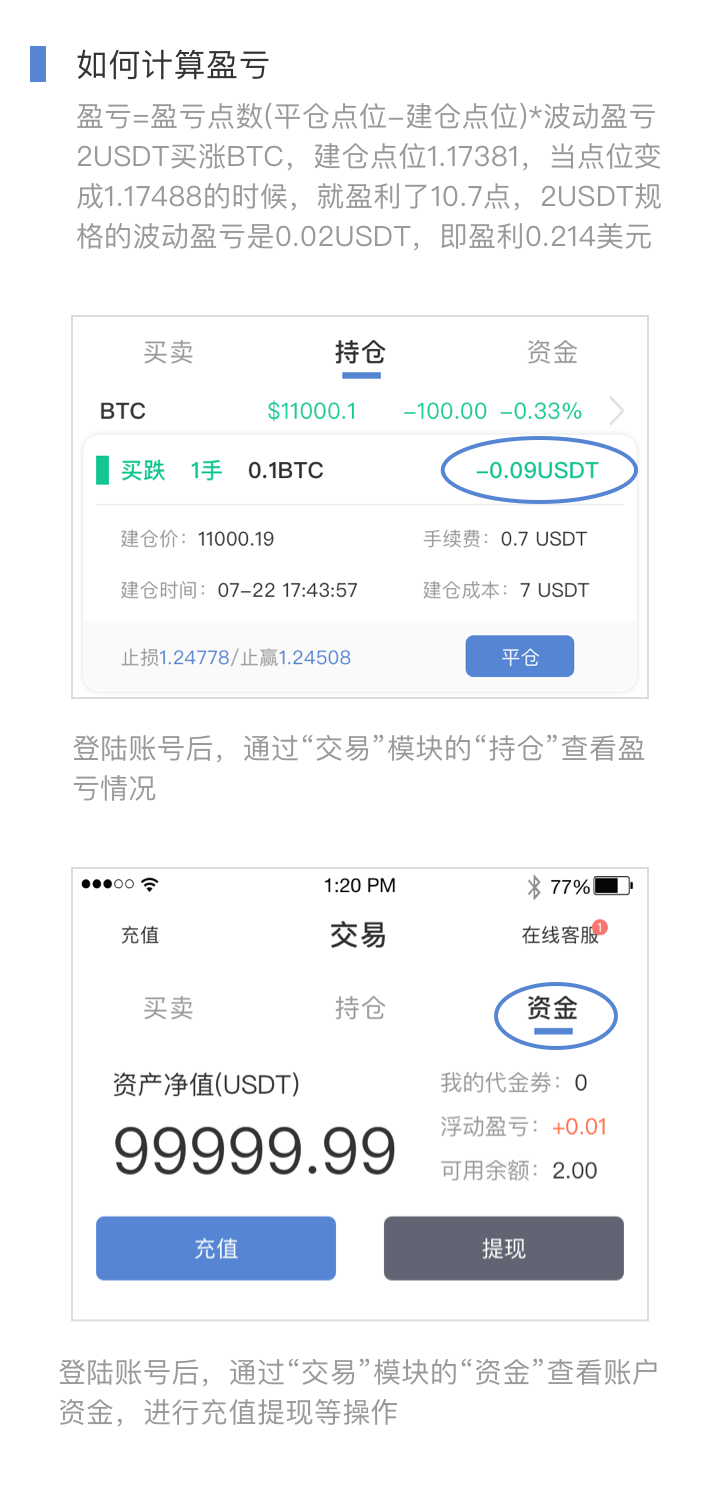 如何计算盈亏
盈亏=盈亏点数(平仓点位-建仓点位)*波动盈亏
2USDT买涨BTC，建仓点位1.17381，当点位变
成1.17488的时候，就盈利了10.7点，2USDT规
格的波动盈亏是0.02USDT，即盈利0.214美元
买卖 持仓 资金
BTC $11000.1 -100.00 -0.33%
买跌 1手 0.1BTC -0.09USDT
建仓价：11000.19 手续费：0.7 USDT
建仓时间：07-22 17:43:57 建仓成本：7 USDT
止损1.24778/止赢1.24508 平仓
登陆账号后，通过“交易”模块的“持仓”查看盈
亏情况
1:20 PM 77%
充值 交易 在线客服 1
买卖 持仓 资金
资产净值(USDT) 我的代金券：0
99999.99 浮动盈亏：+0.01
可用余额：2.00
充值 提现
登陆账号后，通过“交易”模块的“资金”查看账户
资金，进行充值提现等操作